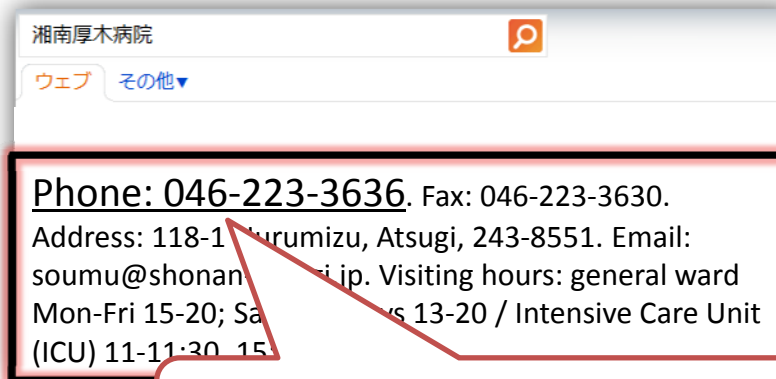 湘南厚木病院
ウェブ その他▼
Phone: 046-223-3636. Fax: 046-223-3630.
Address: 118-1 Nurumizu, Atsugi, 243-8551. Email:
soumu@shonan- .jp. Visiting hours: general ward
Mon-Fri 15-20; 13-20 / Intensive Care Unit
(ICU) 11-11:30,